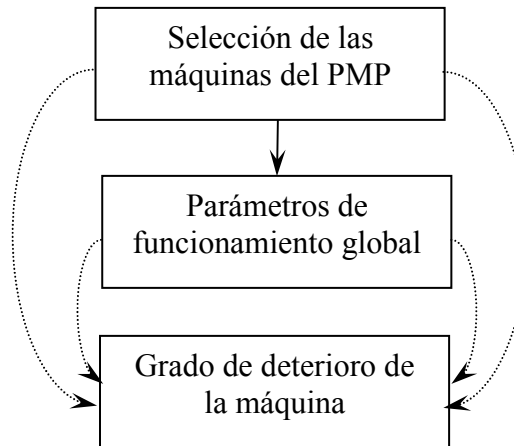 Selección de las
máquinas del PMP
Parámetros de
funcionamiento global
Grado de deterioro de
la máquina